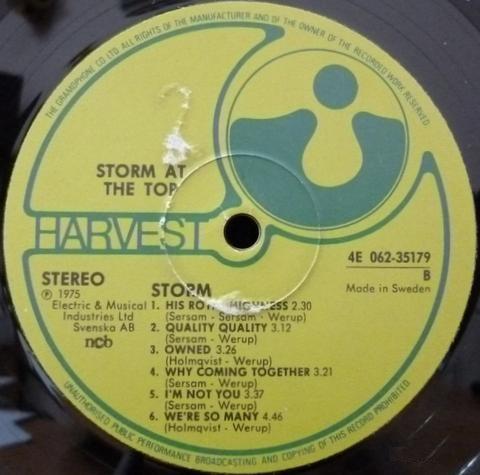 THE GRAMOPHONE CO LTD. ALL RIGHTS OF THE MANUFACTURER AND OF THE OWNER OF THE RECORDED WORK RESERVED
STORM AT
THE TOP
HARVEST
4E 062-35179
B
Made in Sweden
STEREO
℗ 1975
Electric & Musical
Industries Ltd
Svenska AB
ncb
STORM
1. HIS HIGHNESS 2.30
(Sersam - Sersam - Werup)
2. QUALITY QUALITY 3.12
(Sersam - Werup)
3. OWNED 3.26
(Holmqvist - Werup)
4. WHY COMING TOGETHER 3.21
(Sersam - Werup)
5. I'M NOT YOU 3.37
(Sersam - Werup)
6. WE'RE SO MANY 4.46
(Holmqvist - Werup)
UNAUTHORISED PUBLIC PERFORMANCE BROADCASTING AND COPYING OF THIS RECORD PROHIBITED